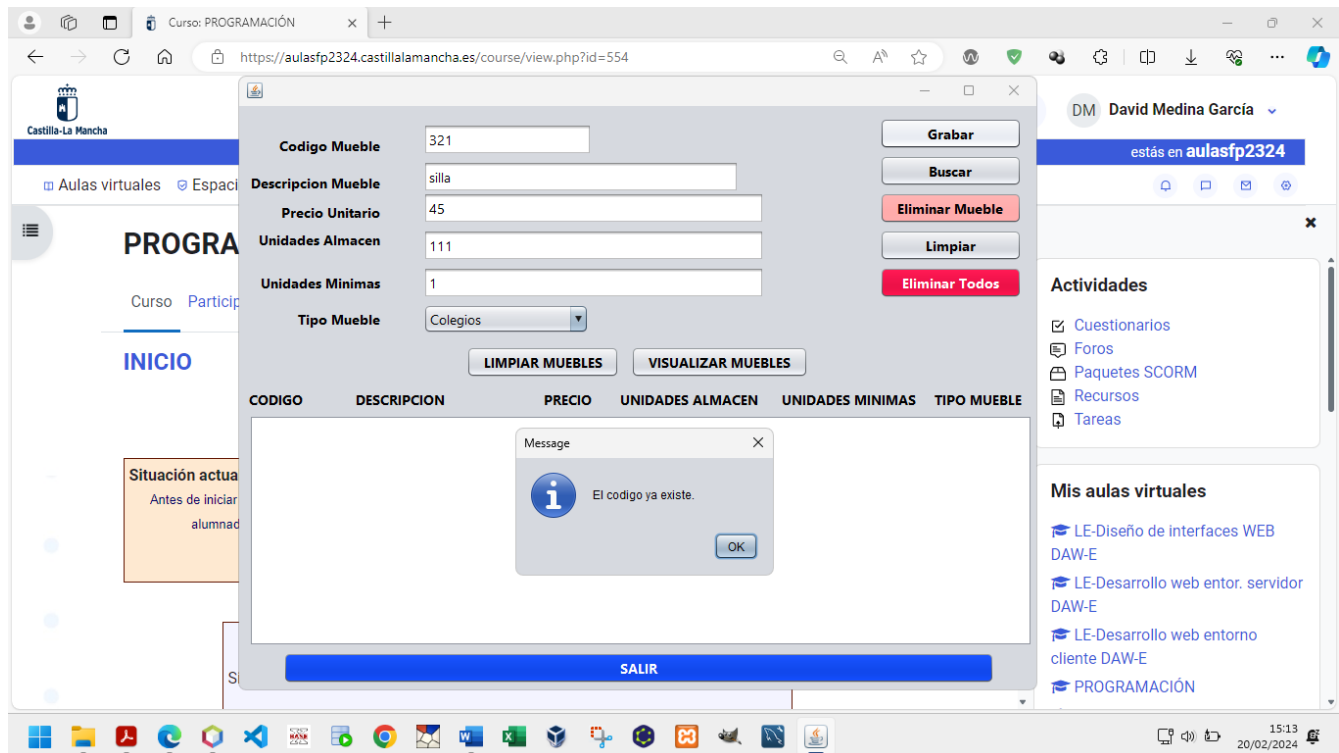 Curso: PROGRAMACIÓN
https://aulasfp2324.castillalamancha.es/course/view.php?id=554
Castilla-La Mancha
DM David Medina García
estás en aulasfp2324
Aulas virtuales Espaci
PROGRA
Curso Particip
INICIO
Situación actua
Antes de iniciar
alumnad
Si
Codigo Mueble 321 Grabar
Descripcion Mueble silla Buscar
Precio Unitario 45 Eliminar Mueble
Unidades Almacen 111 Limpiar
Unidades Minimas 1 Eliminar Todos
Tipo Mueble Colegios
LIMPIAR MUEBLES VISUALIZAR MUEBLES
CODIGO DESCRIPCION PRECIO UNIDADES ALMACEN UNIDADES MINIMAS TIPO MUEBLE
Message
El codigo ya existe.
OK
SALIR
Actividades
Cuestionarios
Foros
Paquetes SCORM
Recursos
Tareas
Mis aulas virtuales
LE-Diseño de interfaces WEB
DAW-E
LE-Desarrollo web entor. servidor
DAW-E
LE-Desarrollo web entorno
cliente DAW-E
PROGRAMACIÓN
15:13
20/02/2024